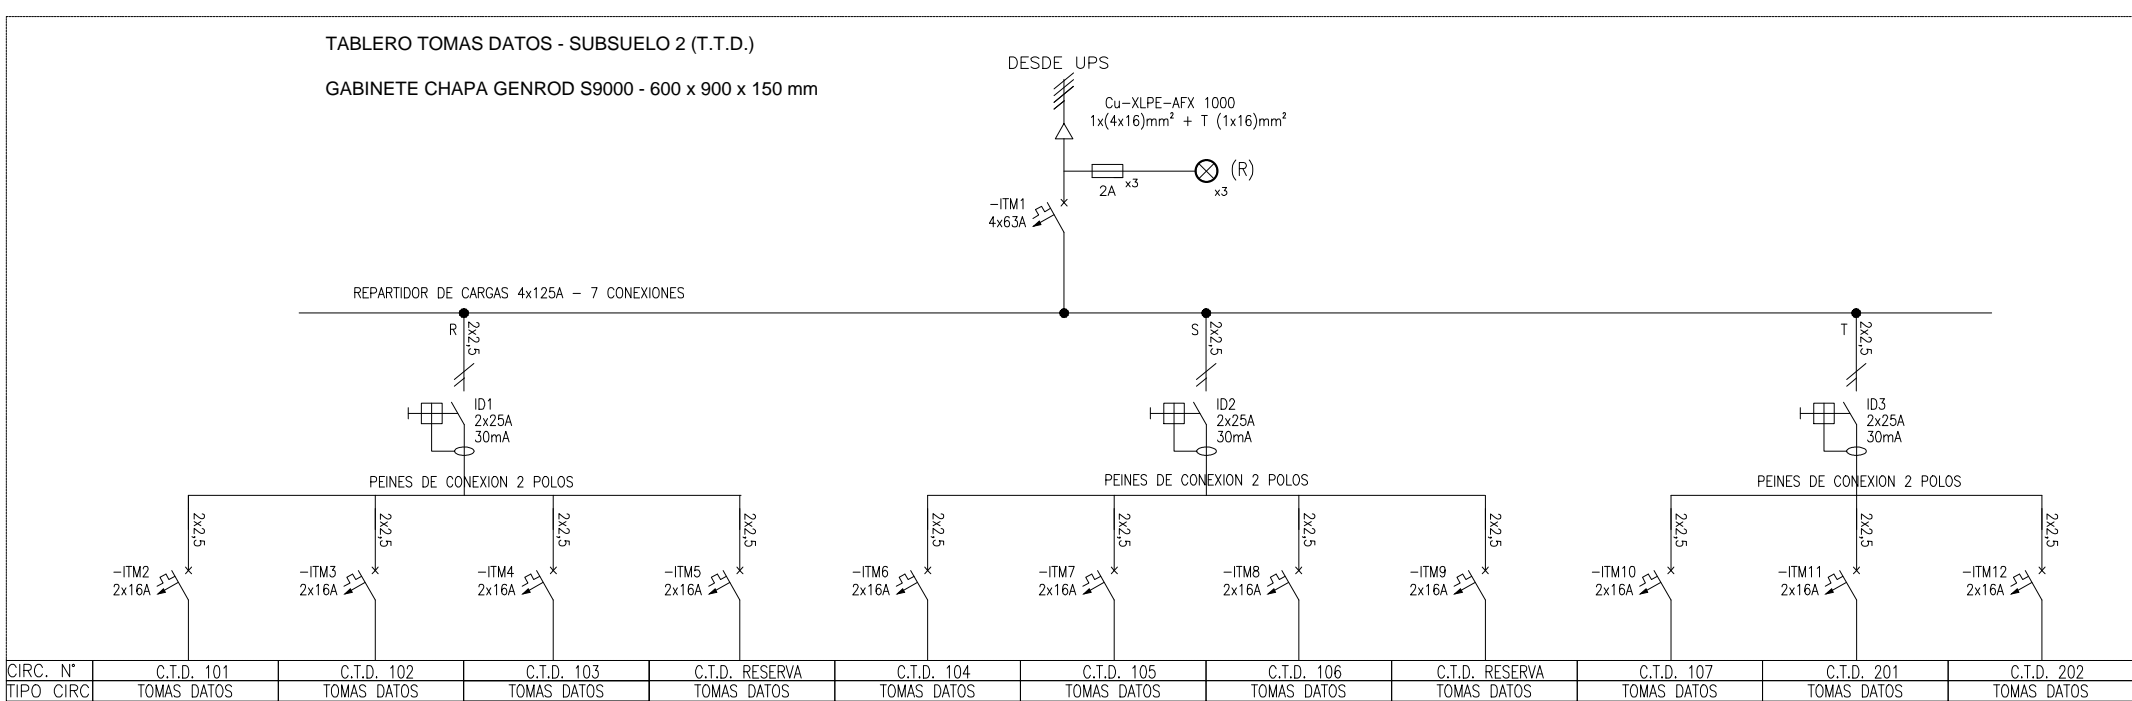 TABLERO TOMAS DATOS - SUBSUELO 2 (T.T.D.)
GABINETE CHAPA GENROD S9000 - 600 x 900 x 150 mm
DESDE UPS
Cu-XLPE-AFX 1000
1x(4x16)mm² + T (1x16)mm²
2A
x3
(R)
x3
-ITM1
4x63A
REPARTIDOR DE CARGAS 4x125A - 7 CONEXIONES
R
2x2,5
S
2x2,5
T
2x2,5
ID1
2x25A
30mA
ID2
2x25A
30mA
ID3
2x25A
30mA
PEINES DE CONEXION 2 POLOS
PEINES DE CONEXION 2 POLOS
PEINES DE CONEXION 2 POLOS
2x2,5
2x2,5
2x2,5
2x2,5
2x2,5
2x2,5
2x2,5
2x2,5
2x2,5
2x2,5
2x2,5
-ITM2
2x16A
-ITM3
2x16A
-ITM4
2x16A
-ITM5
2x16A
-ITM6
2x16A
-ITM7
2x16A
-ITM8
2x16A
-ITM9
2x16A
-ITM10
2x16A
-ITM11
2x16A
-ITM12
2x16A
CIRC. N° C.T.D. 101 C.T.D. 102 C.T.D. 103 C.T.D. RESERVA C.T.D. 104 C.T.D. 105 C.T.D. 106 C.T.D. RESERVA C.T.D. 107 C.T.D. 201 C.T.D. 202
TIPO CIRC TOMAS DATOS TOMAS DATOS TOMAS DATOS TOMAS DATOS TOMAS DATOS TOMAS DATOS TOMAS DATOS TOMAS DATOS TOMAS DATOS TOMAS DATOS TOMAS DATOS